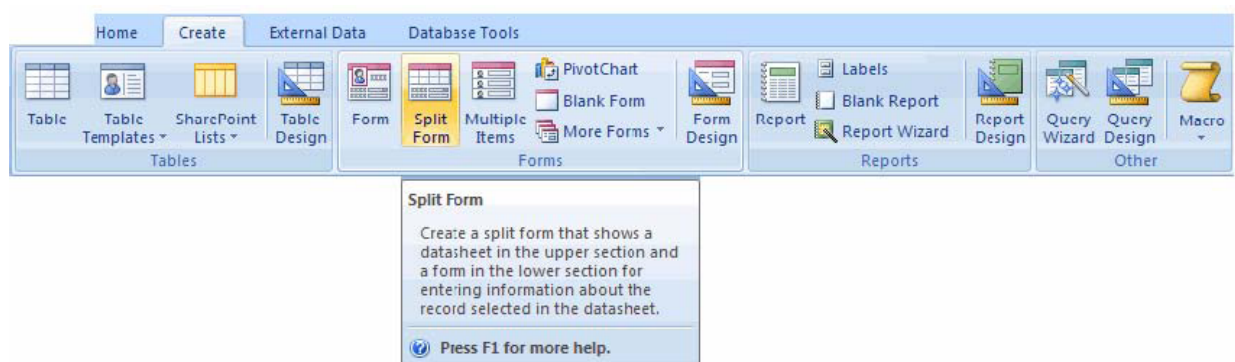 Home Create External Data Database Tools
Table
Table Templates
SharePoint Lists
Table Design
Tables
Form
Split Form
Multiple Items
PivotChart
Blank Form
More Forms
Form Design
Forms
Report
Labels
Blank Report
Report Wizard
Report Design
Reports
Query Wizard
Query Design
Macro
Other
Split Form
Create a split form that shows a
datasheet in the upper section and
a form in the lower section for
entering information about the
record selected in the datasheet.
Press F1 for more help.